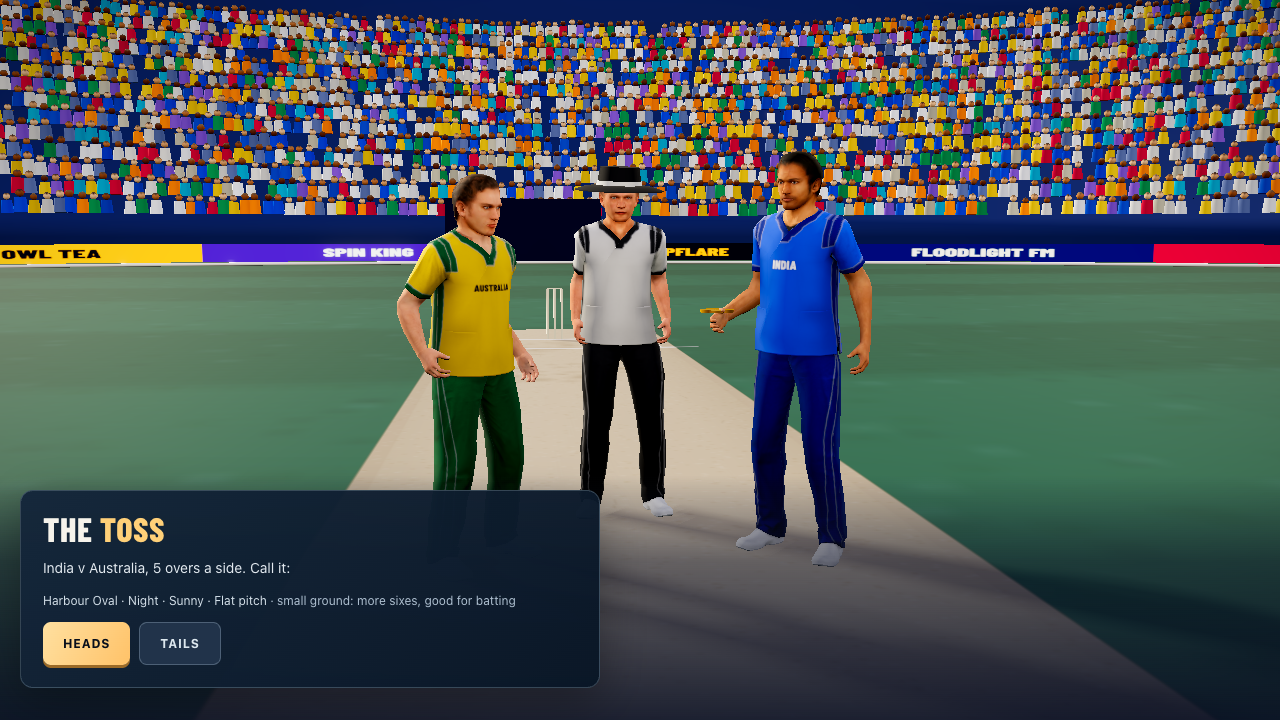 OWL TEA
SPIN KING
PFLARE
FLOODLIGHT FM
AUSTRALIA
INDIA
THE TOSS
India v Australia, 5 overs a side. Call it:
Harbour Oval · Night · Sunny · Flat pitch · small ground: more sixes, good for batting
HEADS
TAILS